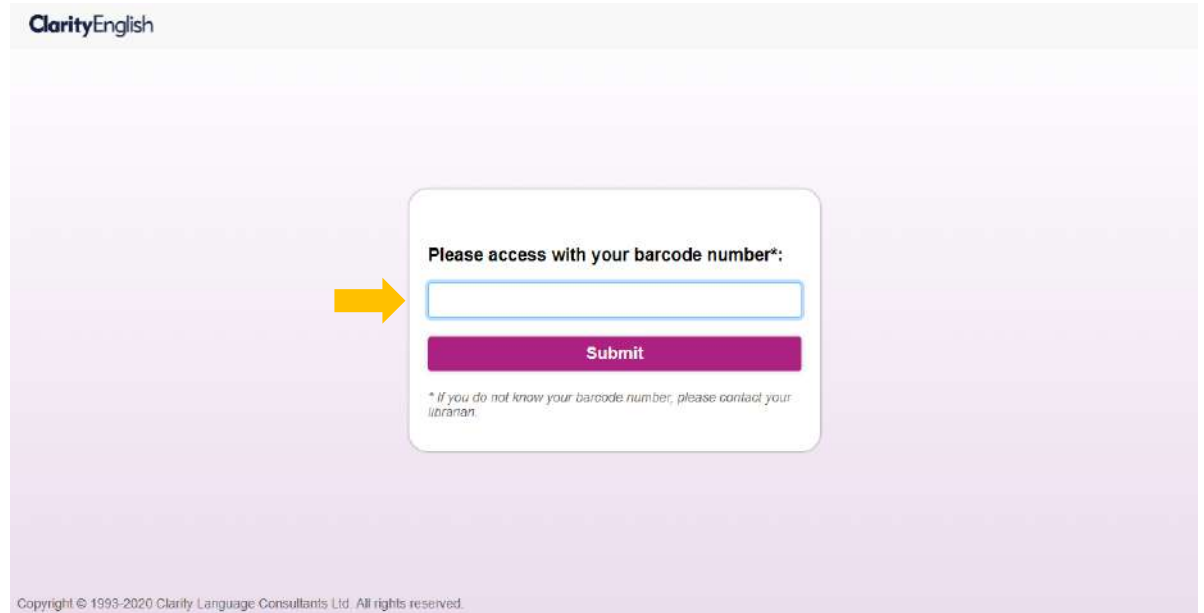 ClarityEnglish
Please access with your barcode number*:
Submit
* If you do not know your barcode number, please contact your
librarian.
Copyright © 1993-2020 Clarity Language Consultants Ltd. All rights reserved.